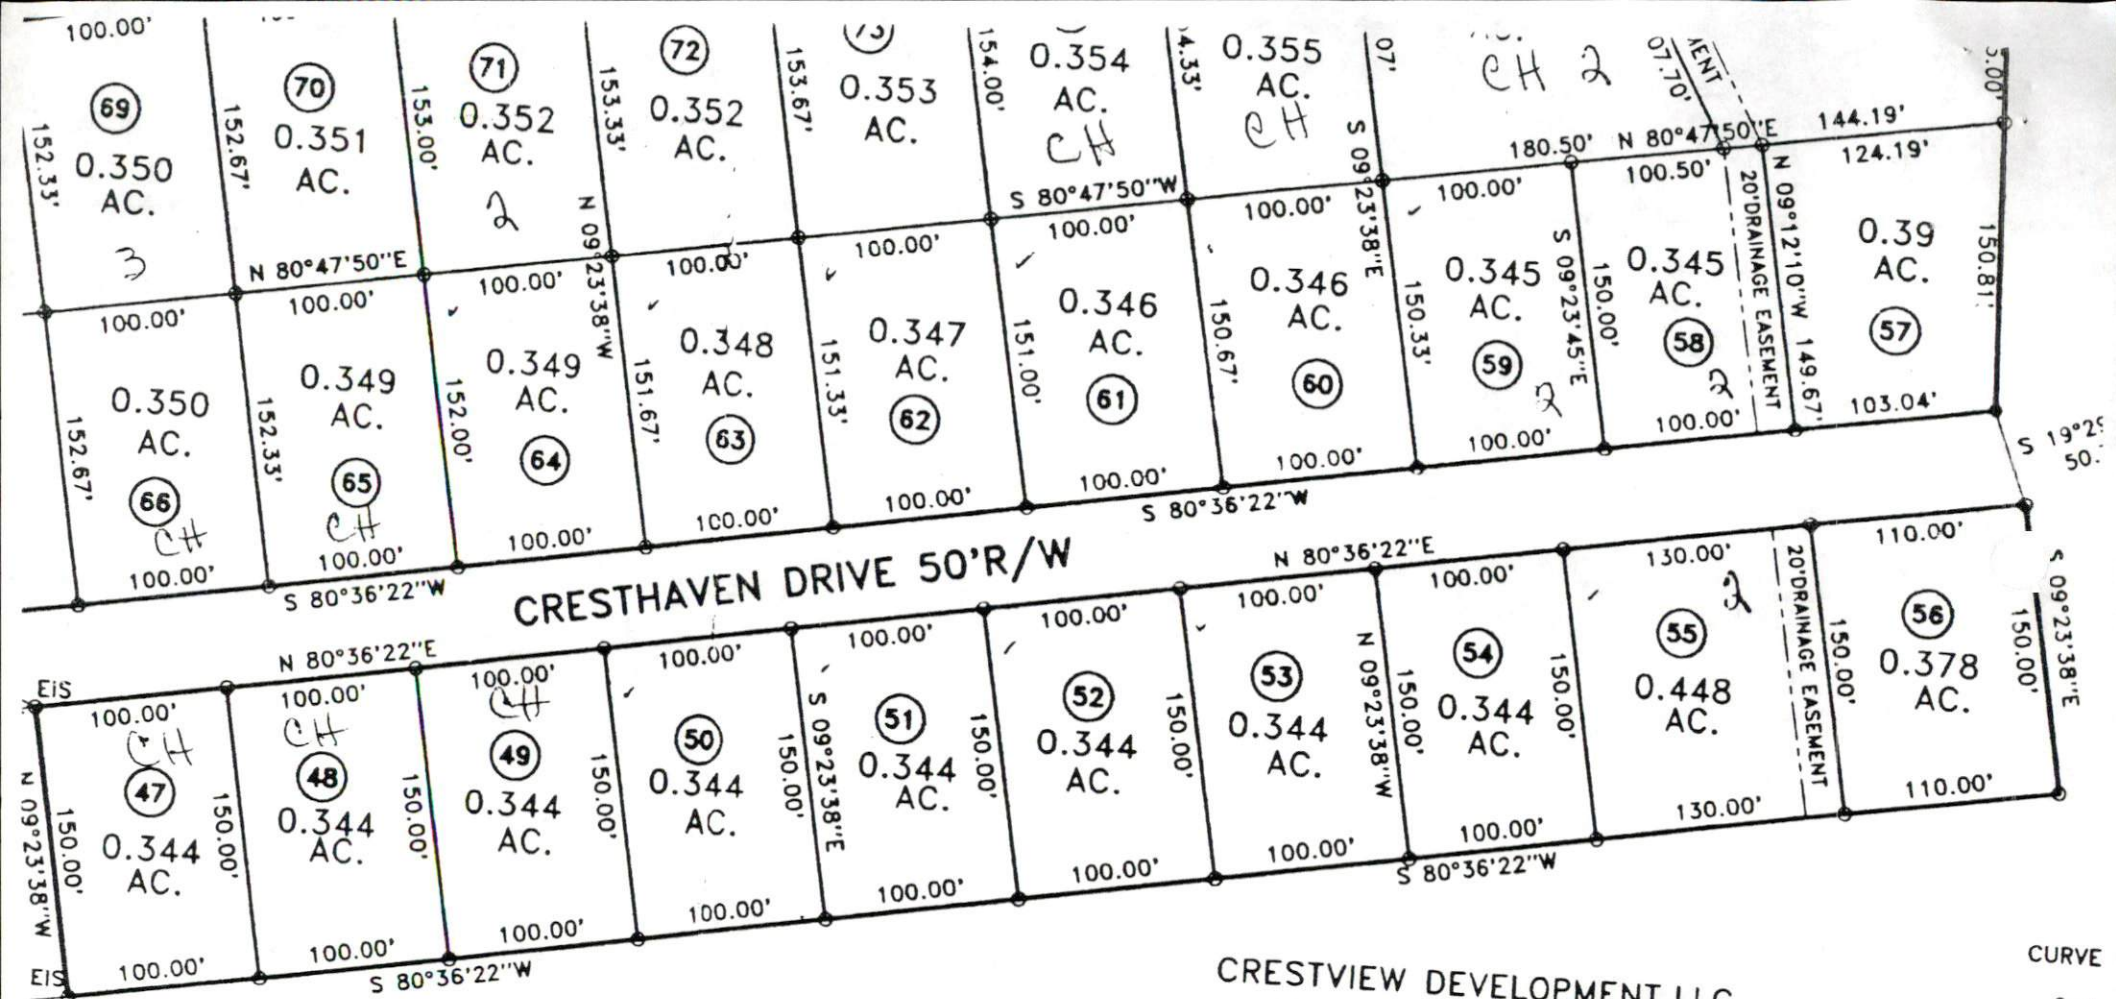 100.00'
69
0.350
AC.
3
152.33'
152.67'
70
0.351
AC.
153.00'
71
0.352
AC.
2
153.33'
72
0.352
AC.
153.67'
73
0.353
AC.
154.00'
0.354
AC.
CH
4.33'
0.355
AC.
CH
07'
CH 2
07.70'
144.19'
N 80°47'50"E
S 80°47'50"W
N 80°47'50"E
180.50'
N 09°23'38"W
S 09°23'38"E
100.00'
0.350
AC.
66
CH
100.00'
152.67'
152.33'
100.00'
0.349
AC.
65
CH
100.00'
152.00'
100.00'
0.349
AC.
64
100.00'
151.67'
100.00'
0.348
AC.
63
100.00'
151.33'
100.00'
0.347
AC.
62
100.00'
151.00'
100.00'
0.346
AC.
61
100.00'
150.67'
100.00'
0.346
AC.
60
100.00'
150.33'
100.00'
0.345
AC.
59
2
100.00'
S 09°23'45"E
150.00'
100.50'
0.345
AC.
58
2
100.00'
20'DRAINAGE EASEMENT
N 09°12'10"W 149.67'
124.19'
0.39
AC.
57
103.04'
150.81'
S 19°29
50.
S 80°36'22"W
S 80°36'22"W
CRESTHAVEN DRIVE 50'R/W
N 80°36'22"E
N 80°36'22"E
EIS
N 09°23'38"W
150.00'
100.00'
CH
47
0.344
AC.
100.00'
150.00'
100.00'
CH
48
0.344
AC.
100.00'
150.00'
100.00'
CH
49
0.344
AC.
100.00'
150.00'
100.00'
50
0.344
AC.
100.00'
150.00'
S 09°23'38"E
100.00'
51
0.344
AC.
100.00'
150.00'
100.00'
52
0.344
AC.
100.00'
150.00'
100.00'
53
0.344
AC.
100.00'
N 09°23'38"W
150.00'
100.00'
54
0.344
AC.
100.00'
150.00'
130.00'
2
55
0.448
AC.
130.00'
20'DRAINAGE EASEMENT
150.00'
110.00'
56
0.378
AC.
110.00'
150.00'
S 09°23'38"E
EIS
S 80°36'22"W
S 80°36'22"W
CRESTVIEW DEVELOPMENT LLC
CURVE